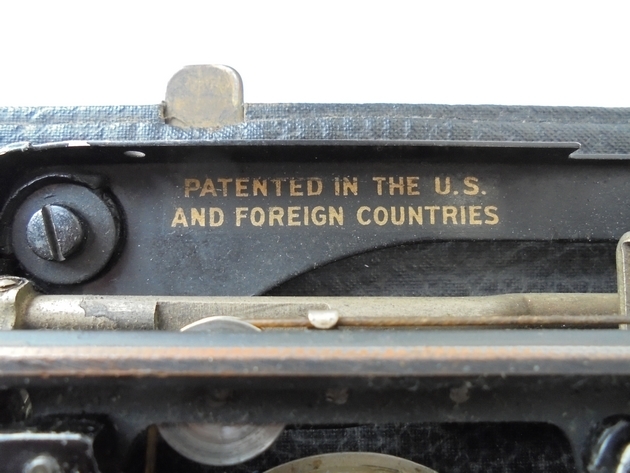 PATENTED IN THE U.S.
AND FOREIGN COUNTRIES